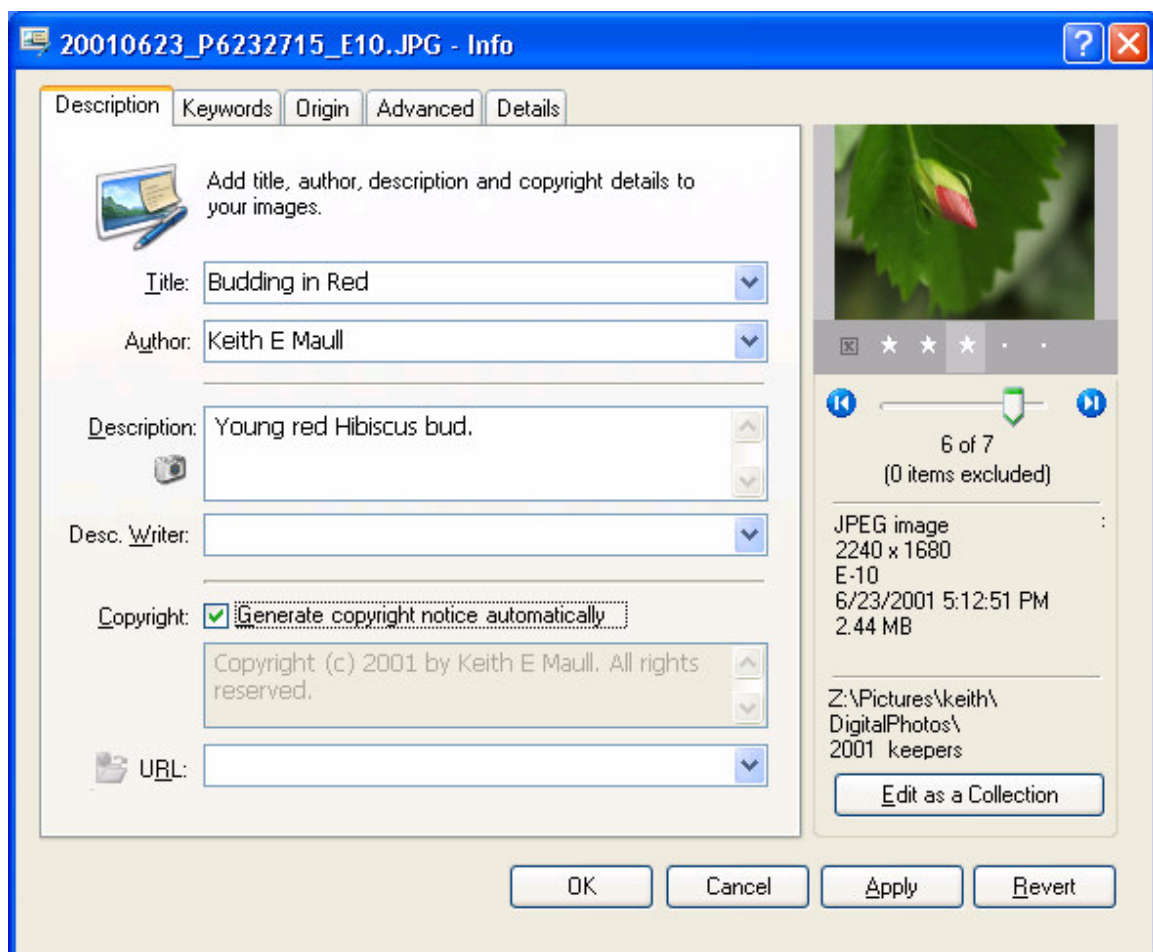 20010623_P6232715_E10.JPG - Info
Description Keywords Origin Advanced Details
Add title, author, description and copyright details to
your images.
Title: Budding in Red
Author: Keith E Maull
Description: Young red Hibiscus bud.
Desc. Writer:
Copyright: Generate copyright notice automatically
Copyright (c) 2001 by Keith E Maull. All rights
reserved.
URL:
6 of 7
(0 items excluded)
JPEG image :
2240 x 1680
E-10
6/23/2001 5:12:51 PM
2.44 MB
Z:\Pictures\keith\
DigitalPhotos\
2001 keepers
Edit as a Collection
OK Cancel Apply Revert